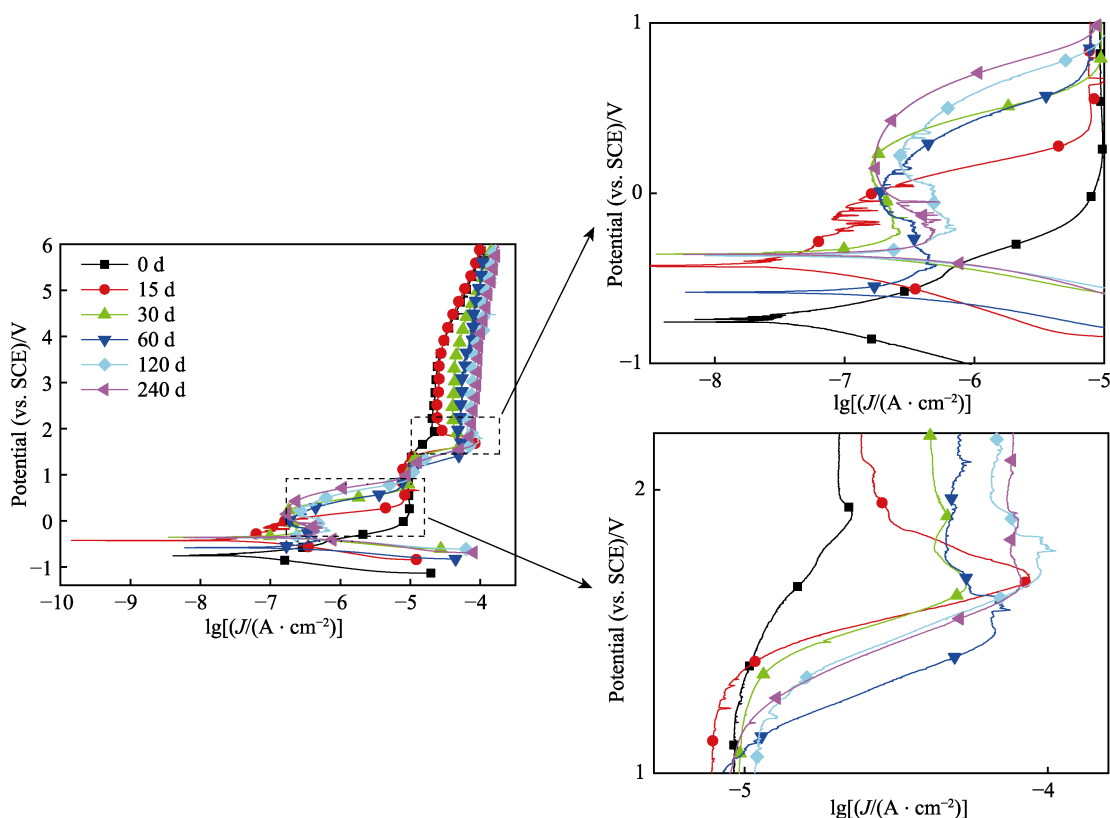 Potential (vs. SCE)/V
6
5
4
3
2
1
0
−1
0 d
15 d
30 d
60 d
120 d
240 d
−10 −9 −8 −7 −6 −5 −4
lg[(J/(A · cm⁻²)]
Potential (vs. SCE)/V
1
0
−1
−8 −7 −6 −5
lg[(J/(A · cm⁻²)]
Potential (vs. SCE)/V
2
1
−5 −4
lg[(J/(A · cm⁻²)]